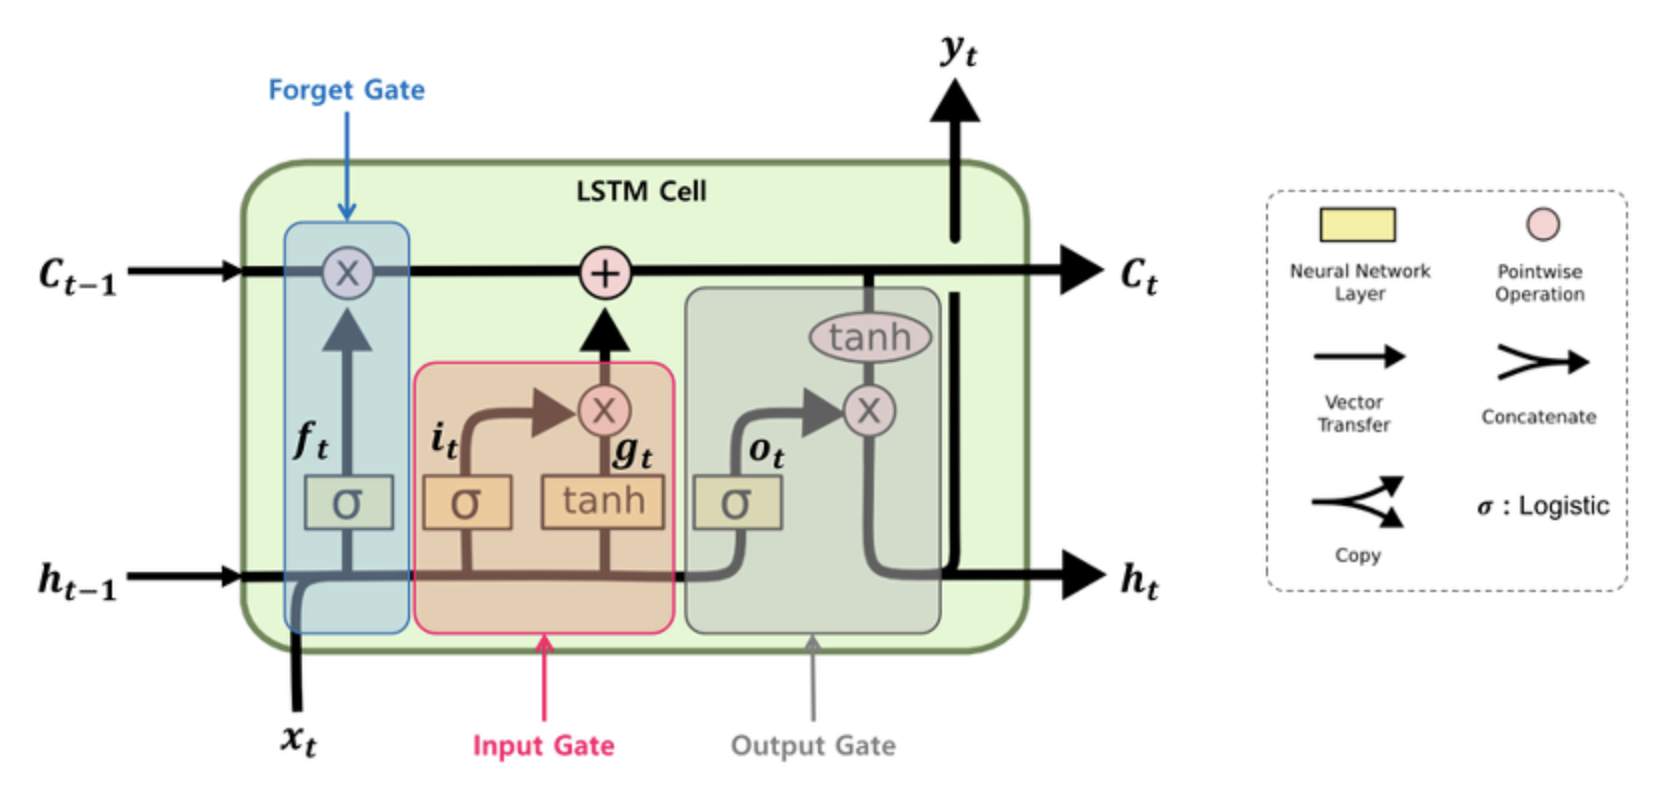 y_t
Forget Gate
LSTM Cell
C_{t-1}
x
+
C_t
tanh
f_t
i_t
x
g_t
o_t
x
σ
σ
tanh
σ
h_{t-1}
h_t
x_t
Input Gate
Output Gate
Neural Network
Layer
Pointwise
Operation
Vector
Transfer
Concatenate
Copy
σ : Logistic